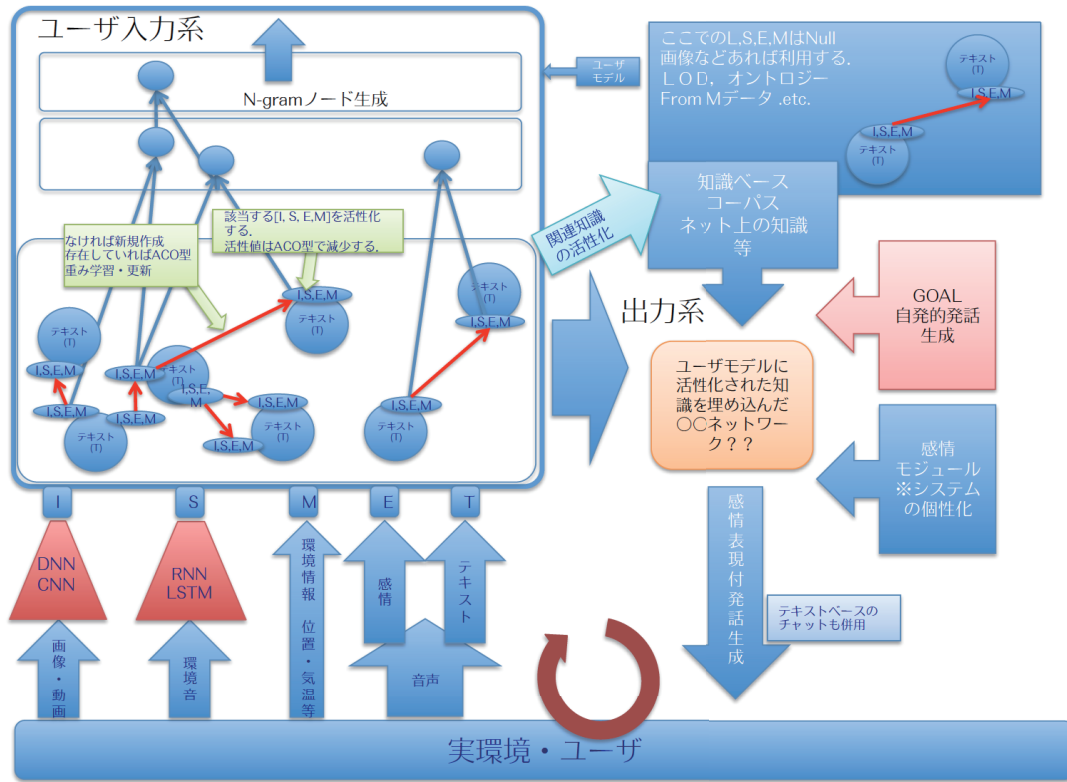 ユーザ入力系
N-gramノード生成
ユーザ
モデル
ここでのL,S,E,MはNull
画像などあれば利用する.
ＬＯＤ，オントロジー
From Mデータ .etc.
テキスト
(T)
I,S,E,M
I,S,E,M
テキスト
(T)
知識ベース
コーパス
ネット上の知識
等
関連知識
の活性化
なければ新規作成
存在していればACO型
重み学習・更新
該当する[I, S, E,M]を活性化
する.
活性値はACO型で減少する.
I,S,E,M
テキスト
(T)
テキスト
(T)
I,S,E,M
テキスト
(T)
I,S,E,M
I,S,E,M
テキスト
(T)
I,S,E,
M
I,S,E,M
I,S,E,M
テキスト
(T)
I,S,E,M
テキスト
(T)
I,S,E,M
I,S,E,M
テキスト
(T)
出力系
GOAL
自発的発話
生成
ユーザモデルに
活性化された知
識を埋め込んだ
〇〇ネットワー
ク？？
感情
モジュール
※システム
の個性化
I
S
M
E
T
DNN
CNN
RNN
LSTM
環境情報　位置・気温等
感情
テキスト
画像・動画
環境音
音声
感情表現付発話生成
テキストベースの
チャットも併用
実環境・ユーザ